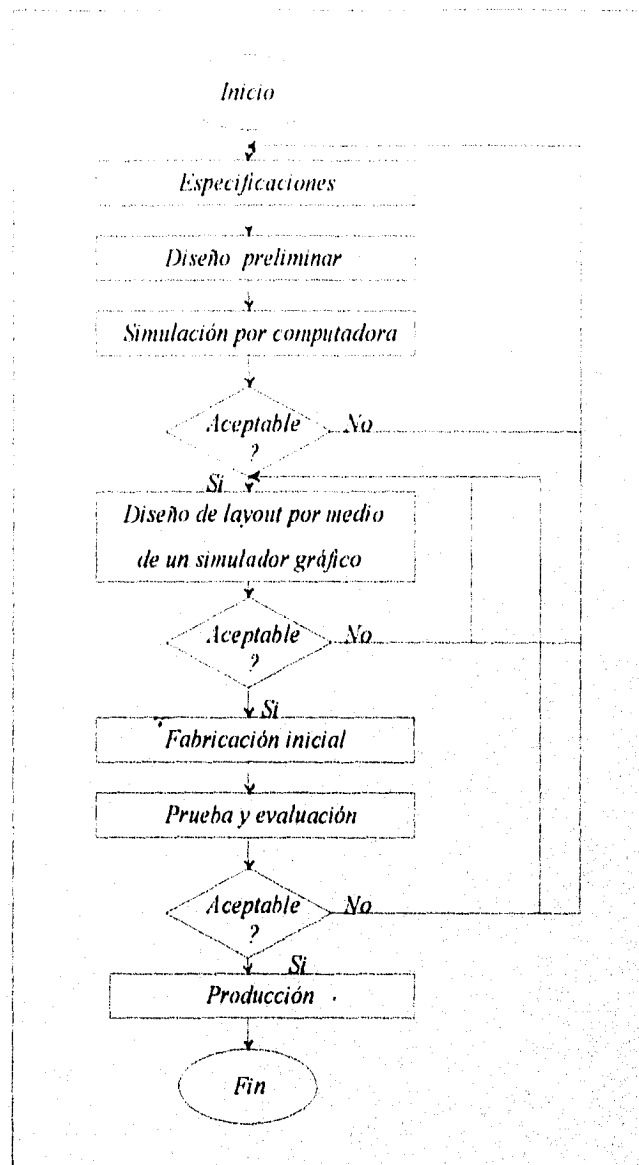 Inicio
Especificaciones
Diseño preliminar
Simulación por computadora
Aceptable No
?
Si
Diseño de layout por medio
de un simulador gráfico
Aceptable No
?
Si
Fabricación inicial
Prueba y evaluación
Aceptable No
?
Si
Producción
Fin